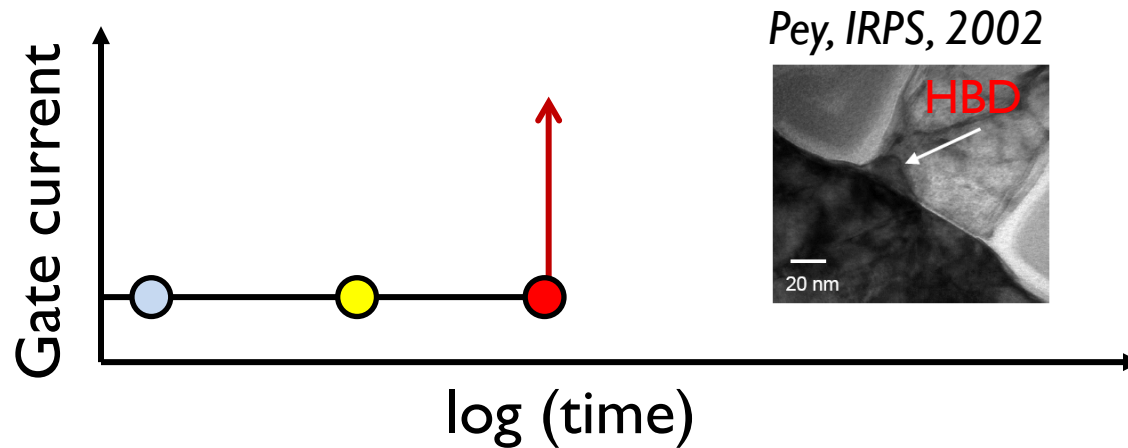 Pey, IRPS, 2002
HBD
20 nm
Gate current
log (time)